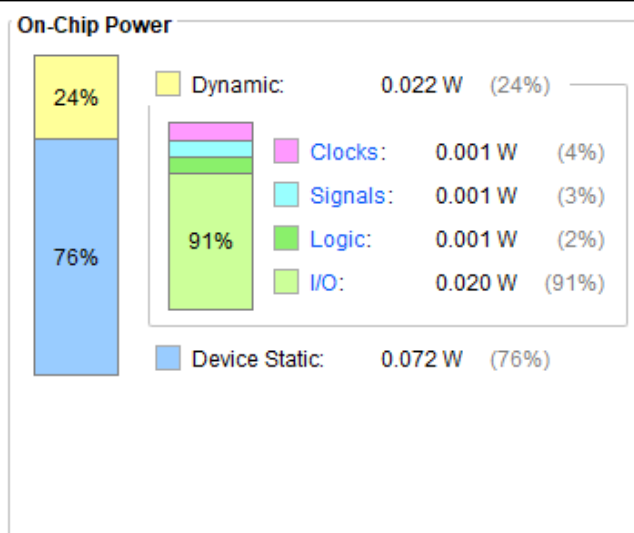 On-Chip Power
24%
76%
Dynamic: 0.022 W (24%)
91%
Clocks: 0.001 W (4%)
Signals: 0.001 W (3%)
Logic: 0.001 W (2%)
I/O: 0.020 W (91%)
Device Static: 0.072 W (76%)